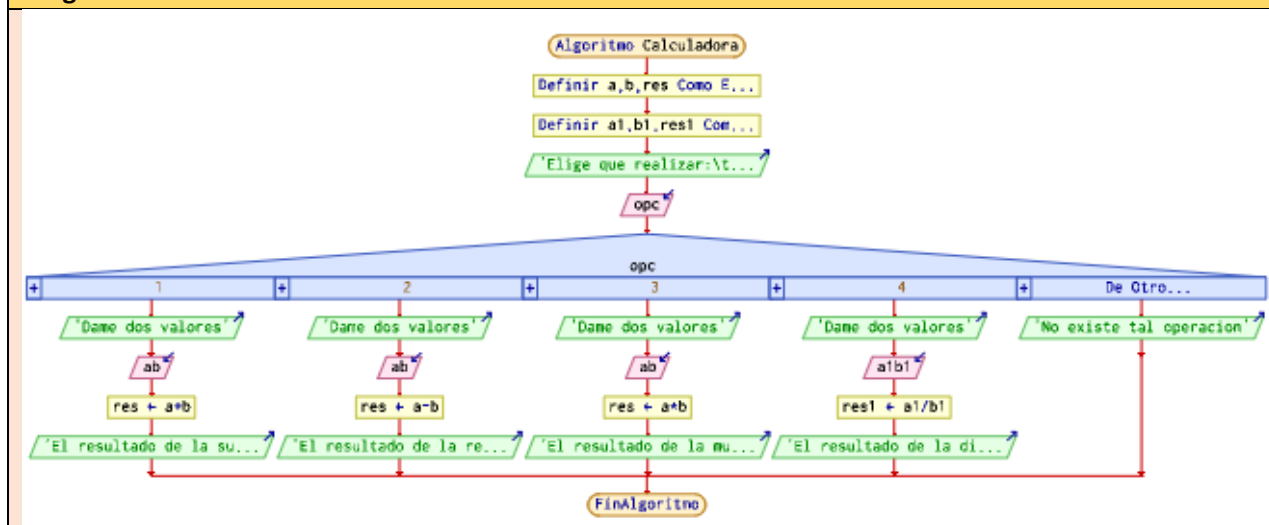 Algoritmo Calculadora
Definir a,b,res Como E...
Definir a1,b1,res1 Com...
'Elige que realizar:\t...
opc
opc
+ 1 + 2 + 3 + 4 + De Otro...
'Dame dos valores' 'Dame dos valores' 'Dame dos valores' 'Dame dos valores' 'No existe tal operacion'
ab ab ab a1b1
res ← a+b res ← a-b res ← a*b res1 ← a1/b1
'El resultado de la su... 'El resultado de la re... 'El resultado de la mu... 'El resultado de la di...
FinAlgoritmo